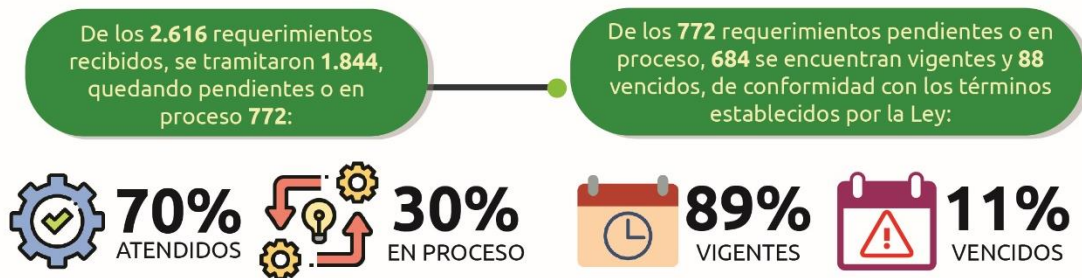 De los 2.616 requerimientos
recibidos, se tramitaron 1.844,
quedando pendientes o en
proceso 772:
De los 772 requerimientos pendientes o en
proceso, 684 se encuentran vigentes y 88
vencidos, de conformidad con los términos
establecidos por la Ley:
70%
ATENDIDOS
30%
EN PROCESO
89%
VIGENTES
11%
VENCIDOS